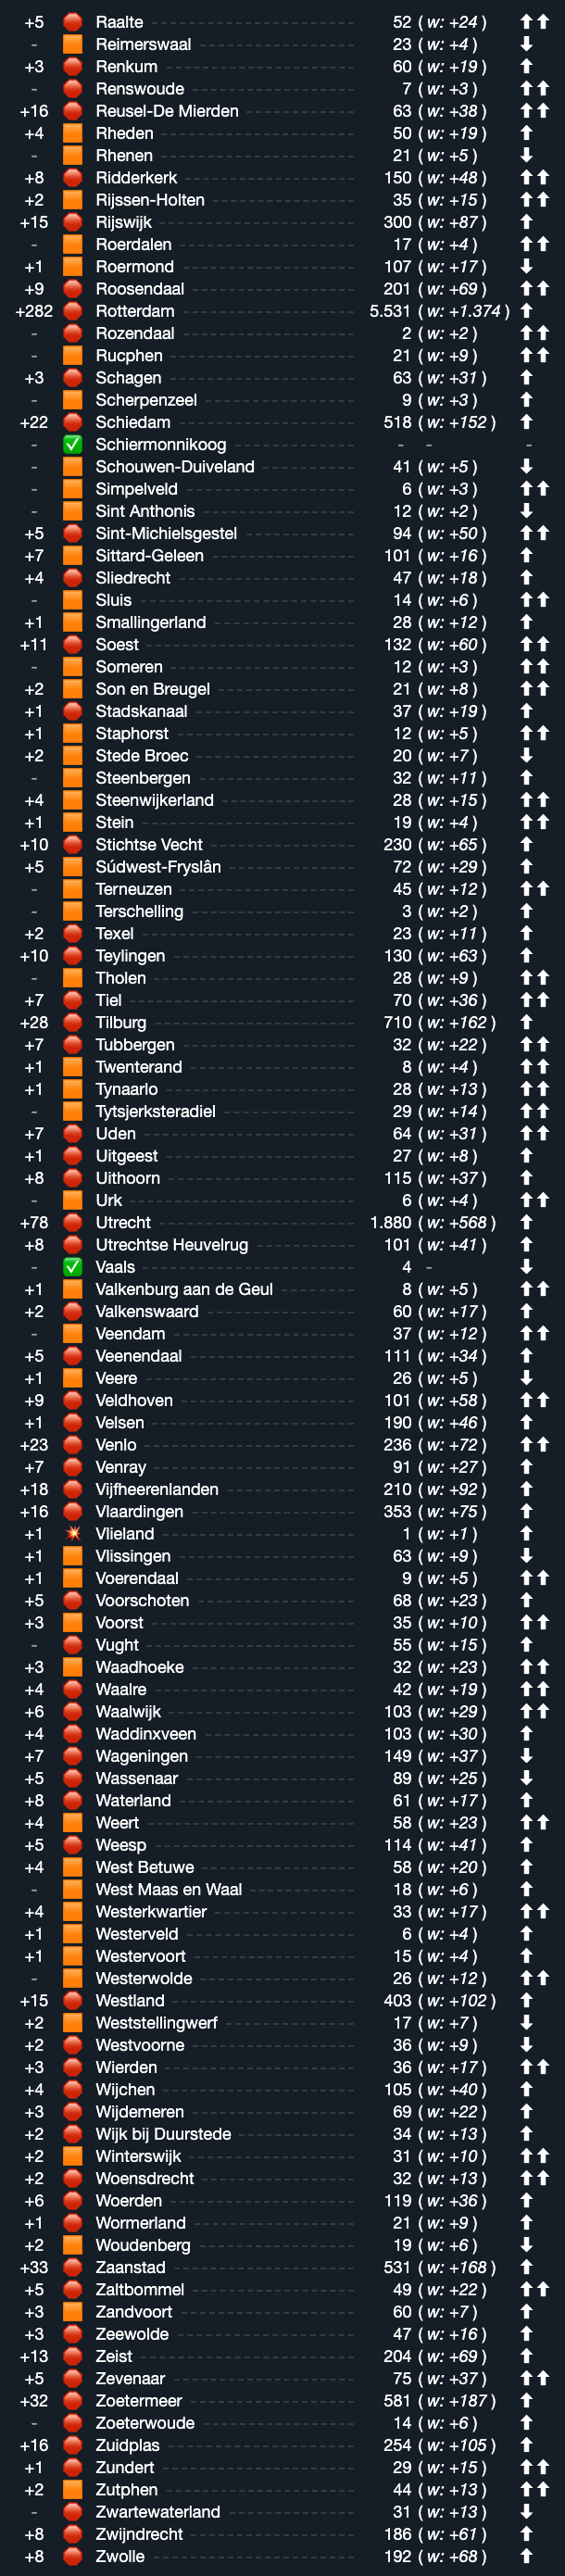 +5 Raalte 52 ( w: +24 )
- Reimerswaal 23 ( w: +4 )
+3 Renkum 60 ( w: +19 )
- Renswoude 7 ( w: +3 )
+16 Reusel-De Mierden 63 ( w: +38 )
+4 Rheden 50 ( w: +19 )
- Rhenen 21 ( w: +5 )
+8 Ridderkerk 150 ( w: +48 )
+2 Rijssen-Holten 35 ( w: +15 )
+15 Rijswijk 300 ( w: +87 )
- Roerdalen 17 ( w: +4 )
+1 Roermond 107 ( w: +17 )
+9 Roosendaal 201 ( w: +69 )
+282 Rotterdam 5.531 ( w: +1.374 )
- Rozendaal 2 ( w: +2 )
- Rucphen 21 ( w: +9 )
+3 Schagen 63 ( w: +31 )
- Scherpenzeel 9 ( w: +3 )
+22 Schiedam 518 ( w: +152 )
- Schiermonnikoog - - -
- Schouwen-Duiveland 41 ( w: +5 )
- Simpelveld 6 ( w: +3 )
- Sint Anthonis 12 ( w: +2 )
+5 Sint-Michielsgestel 94 ( w: +50 )
+7 Sittard-Geleen 101 ( w: +16 )
+4 Sliedrecht 47 ( w: +18 )
- Sluis 14 ( w: +6 )
+1 Smallingerland 28 ( w: +12 )
+11 Soest 132 ( w: +60 )
- Someren 12 ( w: +3 )
+2 Son en Breugel 21 ( w: +8 )
+1 Stadskanaal 37 ( w: +19 )
+1 Staphorst 12 ( w: +5 )
+2 Stede Broec 20 ( w: +7 )
- Steenbergen 32 ( w: +11 )
+4 Steenwijkerland 28 ( w: +15 )
+1 Stein 19 ( w: +4 )
+10 Stichtse Vecht 230 ( w: +65 )
+5 Súdwest-Fryslân 72 ( w: +29 )
- Terneuzen 45 ( w: +12 )
- Terschelling 3 ( w: +2 )
+2 Texel 23 ( w: +11 )
+10 Teylingen 130 ( w: +63 )
- Tholen 28 ( w: +9 )
+7 Tiel 70 ( w: +36 )
+28 Tilburg 710 ( w: +162 )
+7 Tubbergen 32 ( w: +22 )
+1 Twenterand 8 ( w: +4 )
+1 Tynaarlo 28 ( w: +13 )
- Tytsjerksteradiel 29 ( w: +14 )
+7 Uden 64 ( w: +31 )
+1 Uitgeest 27 ( w: +8 )
+8 Uithoorn 115 ( w: +37 )
- Urk 6 ( w: +4 )
+78 Utrecht 1.880 ( w: +568 )
+8 Utrechtse Heuvelrug 101 ( w: +41 )
- Vaals 4 -
+1 Valkenburg aan de Geul 8 ( w: +5 )
+2 Valkenswaard 60 ( w: +17 )
- Veendam 37 ( w: +12 )
+5 Veenendaal 111 ( w: +34 )
+1 Veere 26 ( w: +5 )
+9 Veldhoven 101 ( w: +58 )
+1 Velsen 190 ( w: +46 )
+23 Venlo 236 ( w: +72 )
+7 Venray 91 ( w: +27 )
+18 Vijfheerenlanden 210 ( w: +92 )
+16 Vlaardingen 353 ( w: +75 )
+1 Vlieland 1 ( w: +1 )
+1 Vlissingen 63 ( w: +9 )
+1 Voerendaal 9 ( w: +5 )
+5 Voorschoten 68 ( w: +23 )
+3 Voorst 35 ( w: +10 )
- Vught 55 ( w: +15 )
+3 Waadhoeke 32 ( w: +23 )
+4 Waalre 42 ( w: +19 )
+6 Waalwijk 103 ( w: +29 )
+4 Waddinxveen 103 ( w: +30 )
+7 Wageningen 149 ( w: +37 )
+5 Wassenaar 89 ( w: +25 )
+8 Waterland 61 ( w: +17 )
+4 Weert 58 ( w: +23 )
+5 Weesp 114 ( w: +41 )
+4 West Betuwe 58 ( w: +20 )
- West Maas en Waal 18 ( w: +6 )
+4 Westerkwartier 33 ( w: +17 )
+1 Westerveld 6 ( w: +4 )
+1 Westervoort 15 ( w: +4 )
- Westerwolde 26 ( w: +12 )
+15 Westland 403 ( w: +102 )
+2 Weststellingwerf 17 ( w: +7 )
+2 Westvoorne 36 ( w: +9 )
+3 Wierden 36 ( w: +17 )
+4 Wijchen 105 ( w: +40 )
+3 Wijdemeren 69 ( w: +22 )
+2 Wijk bij Duurstede 34 ( w: +13 )
+2 Winterswijk 31 ( w: +10 )
+2 Woensdrecht 32 ( w: +13 )
+6 Woerden 119 ( w: +36 )
+1 Wormerland 21 ( w: +9 )
+2 Woudenberg 19 ( w: +6 )
+33 Zaanstad 531 ( w: +168 )
+5 Zaltbommel 49 ( w: +22 )
+3 Zandvoort 60 ( w: +7 )
+3 Zeewolde 47 ( w: +16 )
+13 Zeist 204 ( w: +69 )
+5 Zevenaar 75 ( w: +37 )
+32 Zoetermeer 581 ( w: +187 )
- Zoeterwoude 14 ( w: +6 )
+16 Zuidplas 254 ( w: +105 )
+1 Zundert 29 ( w: +15 )
+2 Zutphen 44 ( w: +13 )
- Zwartewaterland 31 ( w: +13 )
+8 Zwijndrecht 186 ( w: +61 )
+8 Zwolle 192 ( w: +68 )